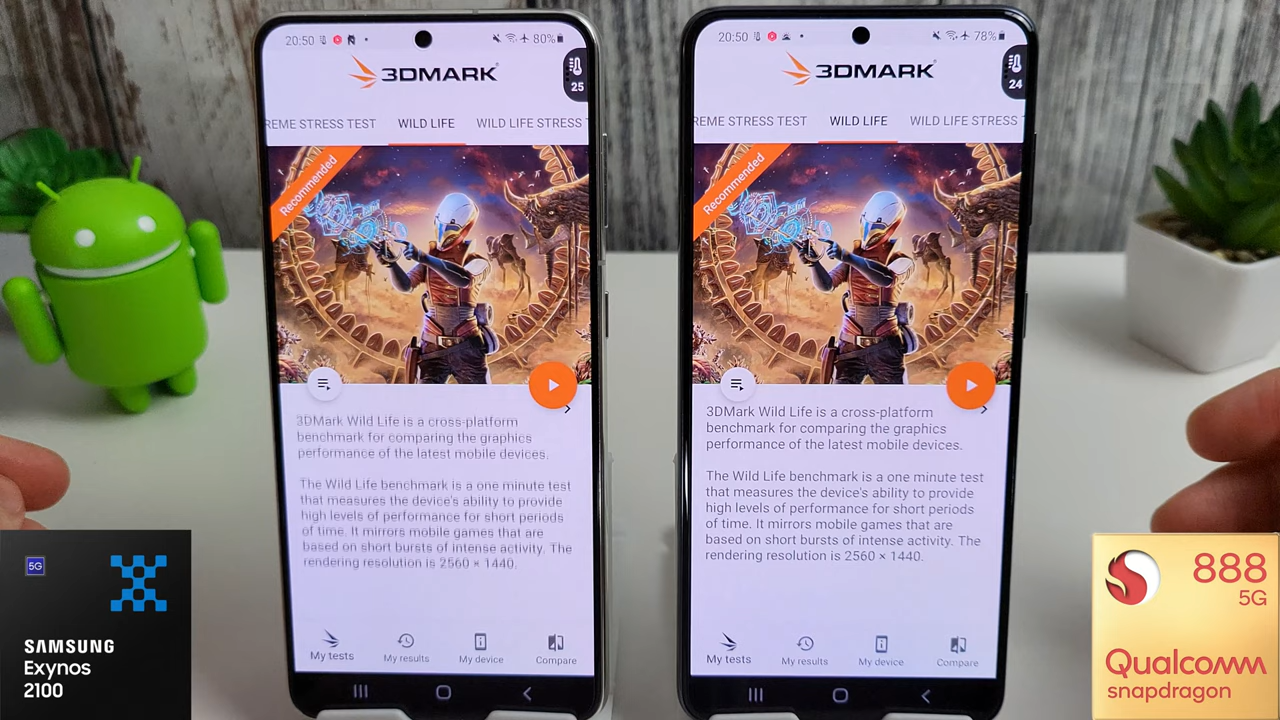 20:50
80%
3DMARK
25
REME STRESS TEST
WILD LIFE
WILD LIFE STRESS
Recommended
3DMark Wild Life is a cross-platform
benchmark for comparing the graphics
performance of the latest mobile devices.
The Wild Life benchmark is a one minute test
that measures the device's ability to provide
high levels of performance for short periods
of time. It mirrors mobile games that are
based on short bursts of intense activity. The
rendering resolution is 2560 × 1440.
My tests
My results
My device
Compare
20:50
78%
3DMARK
24
REME STRESS TEST
WILD LIFE
WILD LIFE STRESS
Recommended
3DMark Wild Life is a cross-platform
benchmark for comparing the graphics
performance of the latest mobile devices.
The Wild Life benchmark is a one minute test
that measures the device's ability to provide
high levels of performance for short periods
of time. It mirrors mobile games that are
based on short bursts of intense activity. The
rendering resolution is 2560 × 1440.
My tests
My results
My device
Compare
5G
SAMSUNG
Exynos
2100
888
5G
Qualcomm
snapdragon